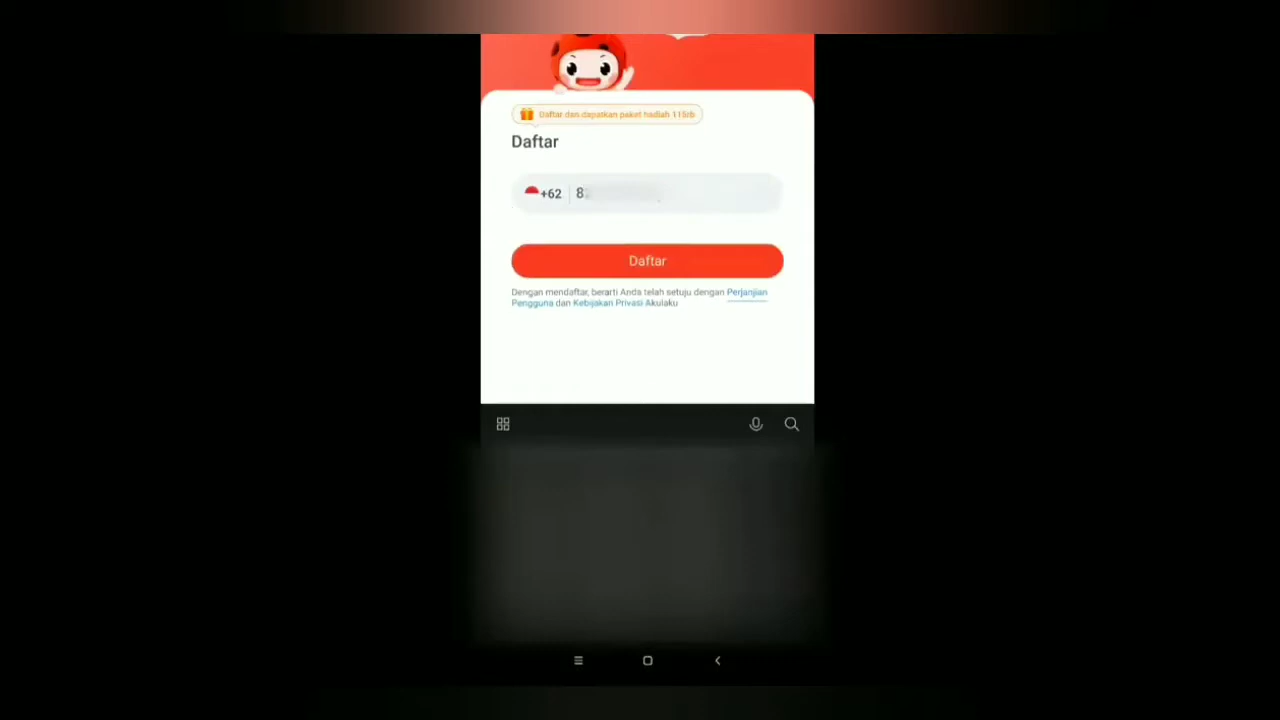 Daftar dan dapatkan paket hadiah 115rb
Daftar
+62 8
Daftar
Dengan mendaftar, berarti Anda telah setuju dengan Perjanjian
Pengguna dan Kebijakan Privasi Akulaku